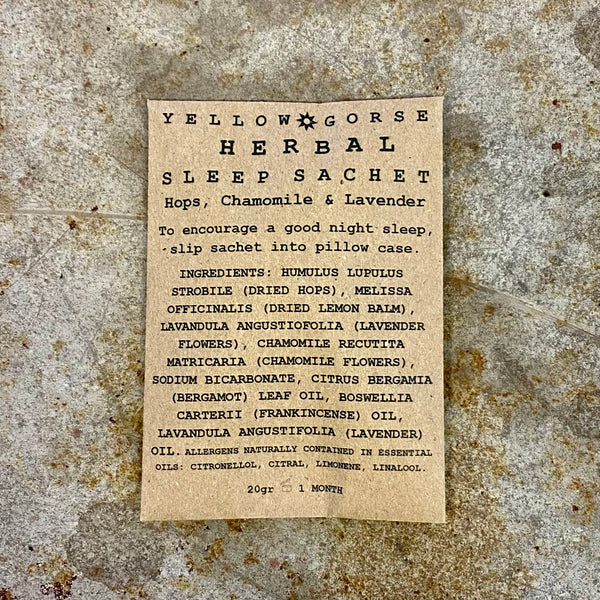 YELLOW GORSE
HERBAL
SLEEP SACHET
Hops, Chamomile & Lavender
To encourage a good night sleep,
slip sachet into pillow case.
INGREDIENTS: HUMULUS LUPULUS
STROBILE (DRIED HOPS), MELISSA
OFFICINALIS (DRIED LEMON BALM),
LAVANDULA ANGUSTIOFOLIA (LAVENDER
FLOWERS), CHAMOMILE RECUTITA
MATRICARIA (CHAMOMILE FLOWERS),
SODIUM BICARBONATE, CITRUS BERGAMIA
(BERGAMOT) LEAF OIL, BOSWELLIA
CARTERII (FRANKINCENSE) OIL,
LAVANDULA ANGUSTIFOLIA (LAVENDER)
OIL. ALLERGENS NATURALLY CONTAINED IN ESSENTIAL
OILS: CITRONELLOL, CITRAL, LIMONENE, LINALOOL.
20gr 1 MONTH